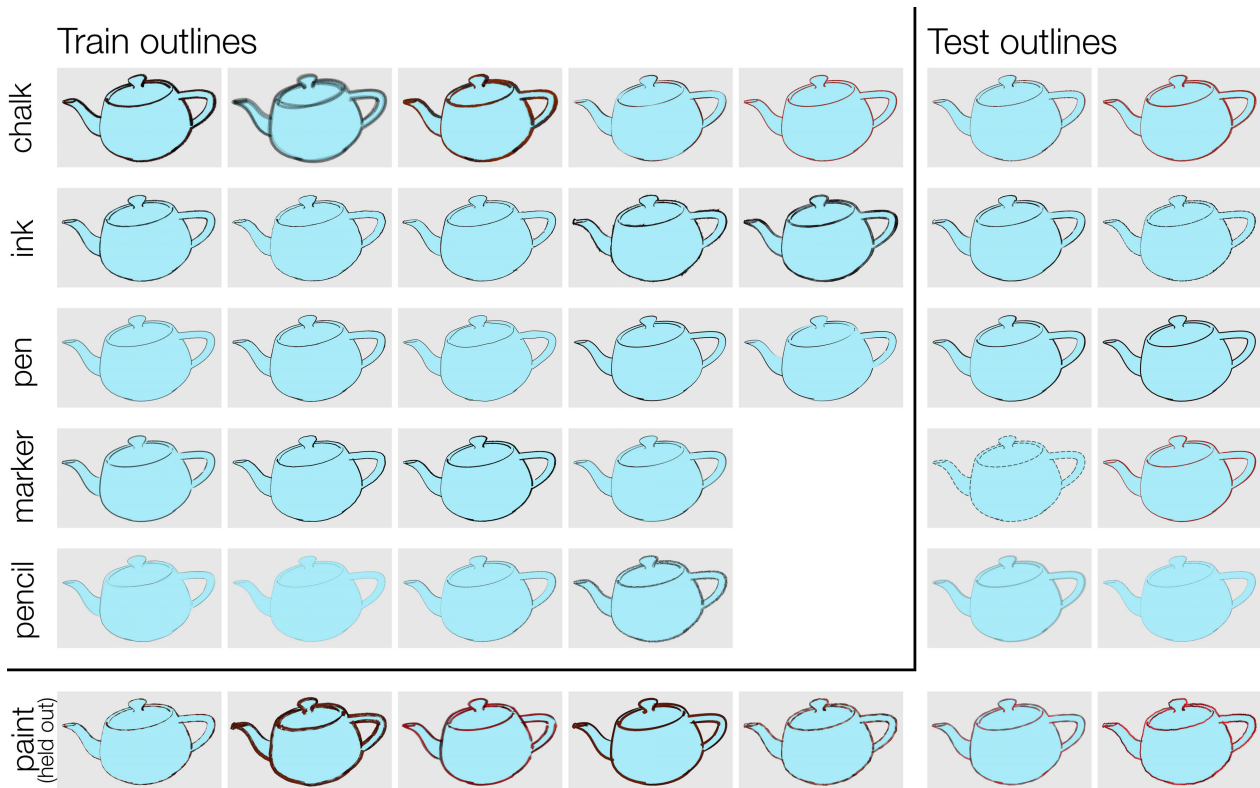 Train outlines
Test outlines
chalk
ink
pen
marker
pencil
paint
(held out)